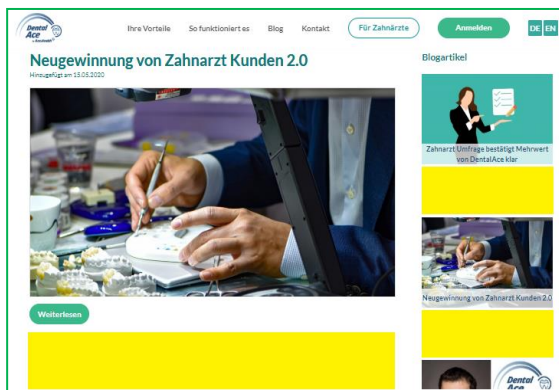 Dental
Ace
Ihre Vorteile So funktioniert es Blog Kontakt Für Zahnärzte Anmelden DE EN
Neugewinnung von Zahnarzt Kunden 2.0
Hinzugefügt am 15.05.2020
Weiterlesen
Blogartikel
Zahnarzt Umfrage bestätigt Mehrwert
von DentalAce klar
Neugewinnung von Zahnarzt Kunden 2.0
Dental
Ace